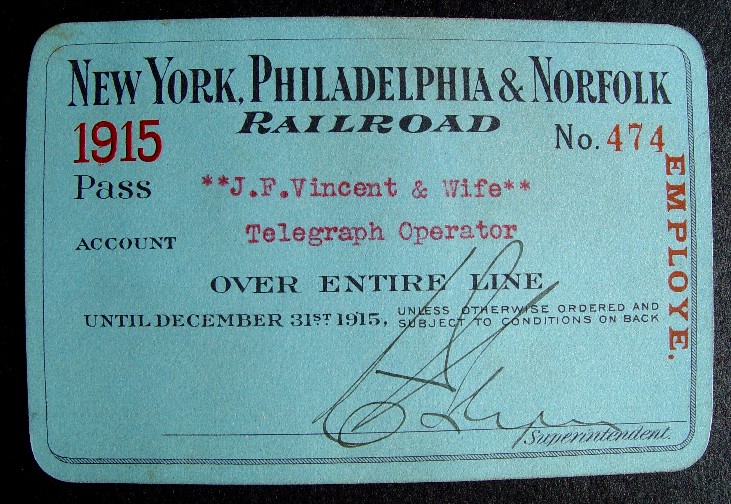 NEW YORK, PHILADELPHIA & NORFOLK
RAILROAD
1915
No. 474
Pass **J.F.Vincent & Wife**
ACCOUNT Telegraph Operator
OVER ENTIRE LINE
UNTIL DECEMBER 31ST 1915, UNLESS OTHERWISE ORDERED AND
SUBJECT TO CONDITIONS ON BACK
EMPLOYE.
Superintendent.